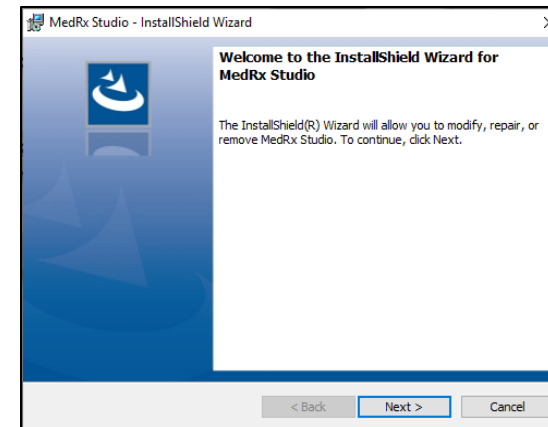 MedRx Studio - InstallShield Wizard
Welcome to the InstallShield Wizard for
MedRx Studio
The InstallShield(R) Wizard will allow you to modify, repair, or
remove MedRx Studio. To continue, click Next.
< Back
Next >
Cancel